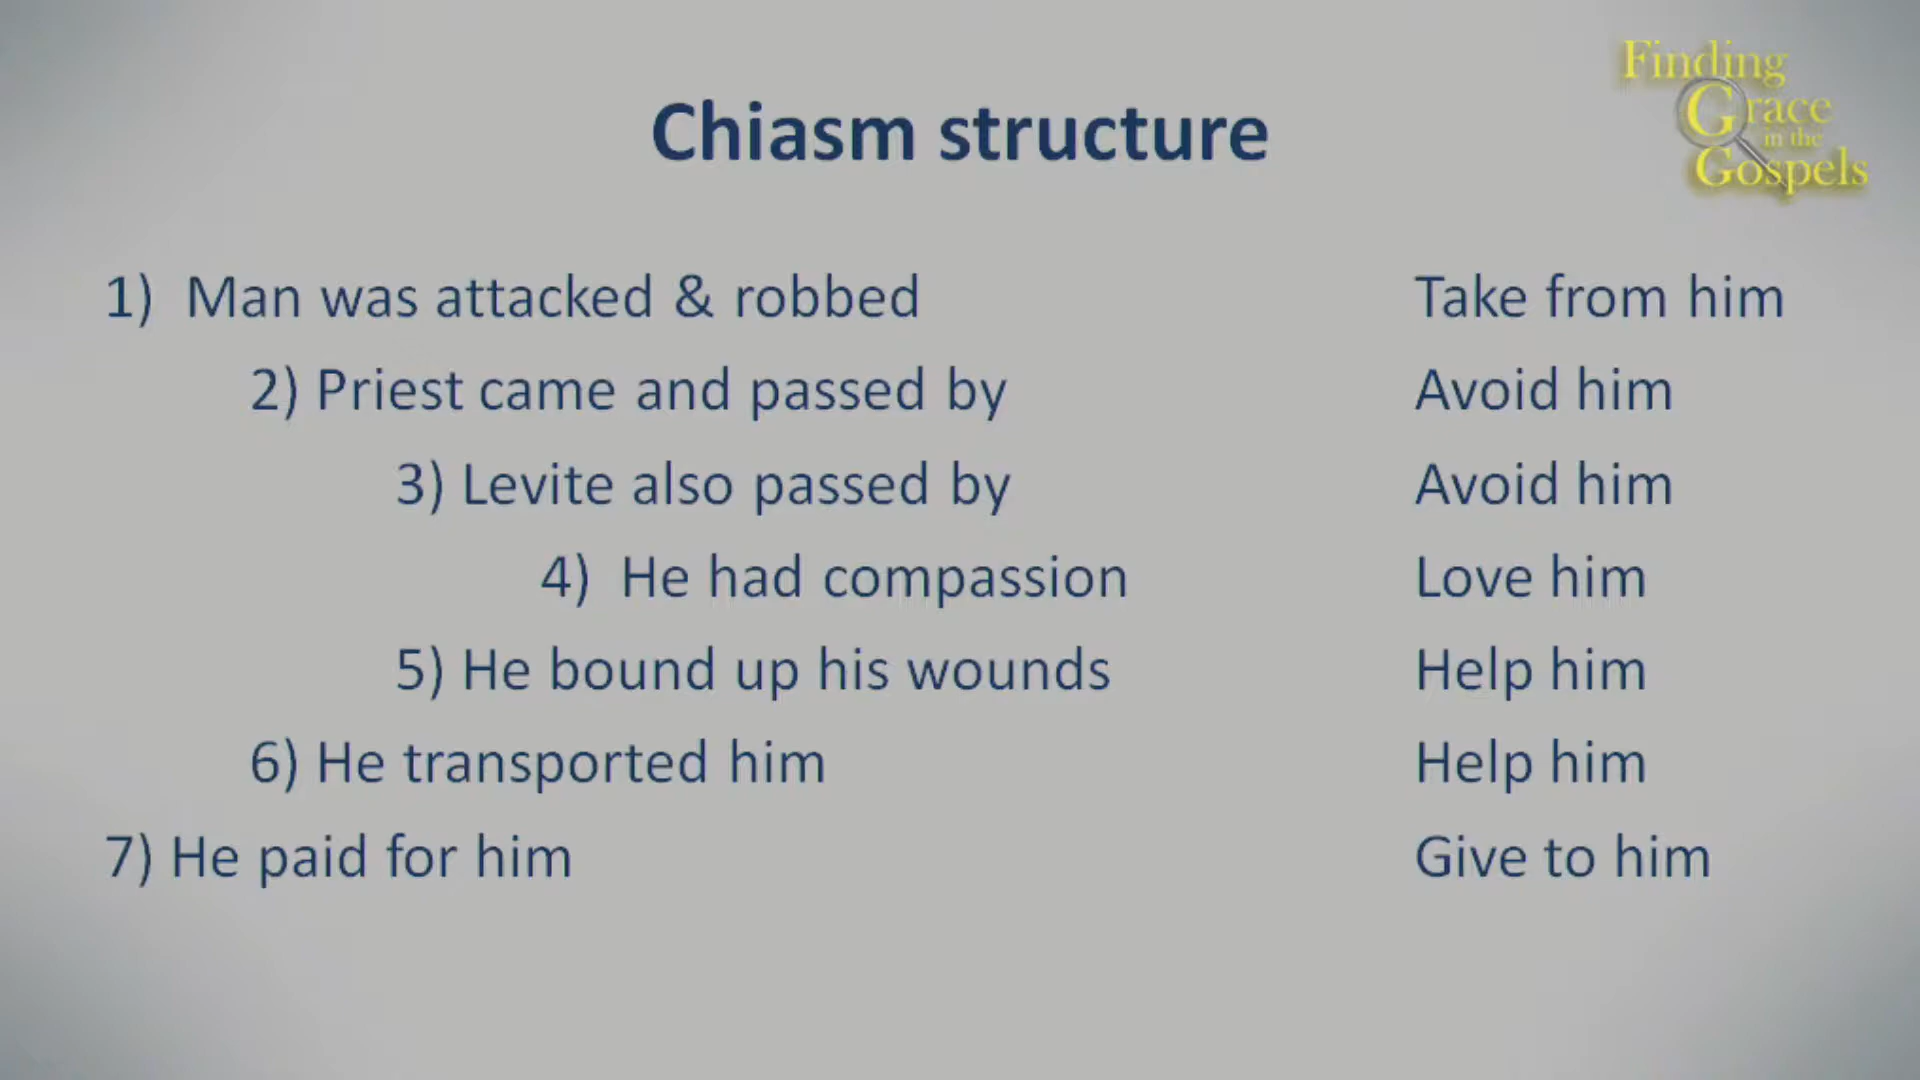 Finding
Grace
in the
Gospels
Chiasm structure
1) Man was attacked & robbed Take from him
2) Priest came and passed by Avoid him
3) Levite also passed by Avoid him
4) He had compassion Love him
5) He bound up his wounds Help him
6) He transported him Help him
7) He paid for him Give to him